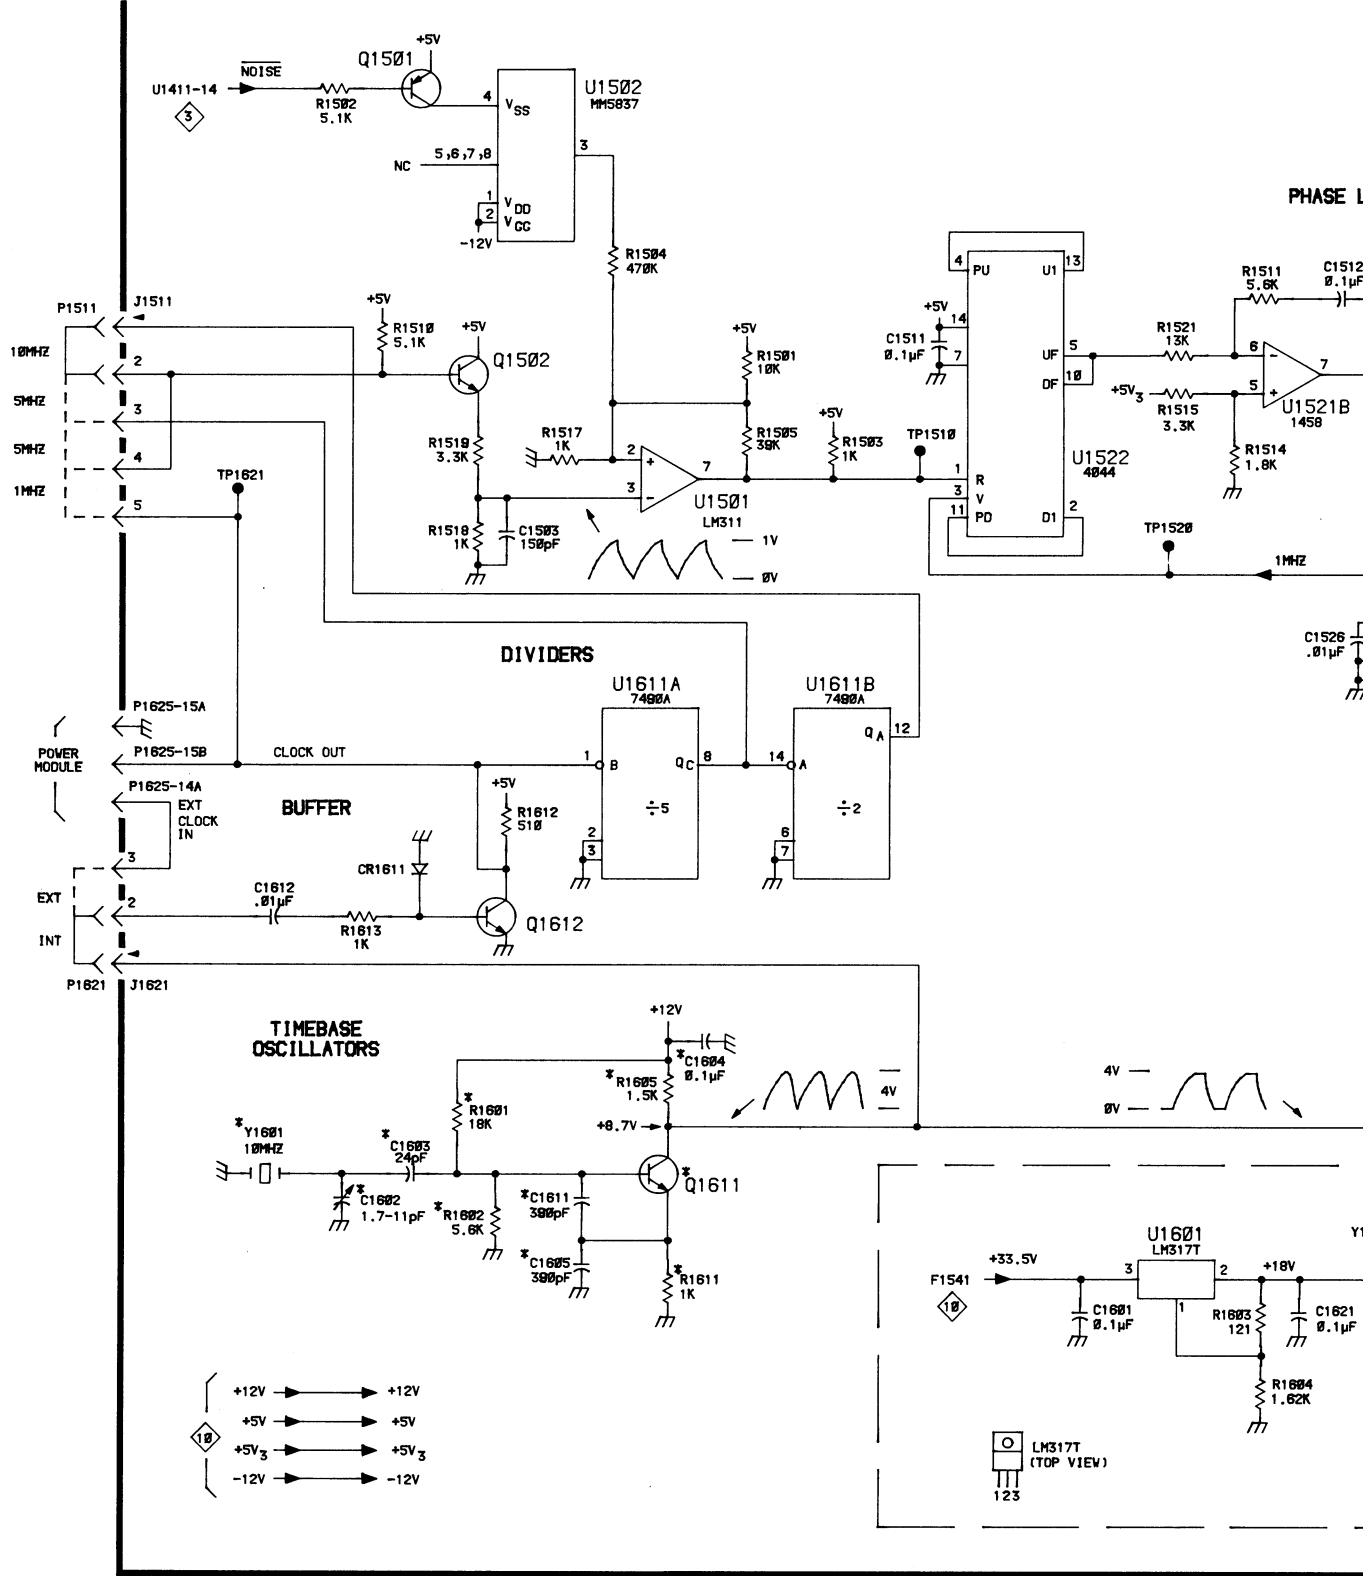 +5V
Q1501
NOISE
U1411-14
3
R1502
5.1K
4
VSS
U1502
MM5837
3
NC
5,6,7,8
1
VDD
2
VGG
-12V
R1504
470K
PHASE L
P1511
J1511
10MHZ
2
5MHZ
3
5MHZ
4
1MHZ
5
TP1621
+5V
R1510
5.1K
+5V
Q1502
R1519
3.3K
R1518
1K
C1503
150pF
R1517
1K
2
+
3
-
7
U1501
LM311
1V
0V
+5V
R1501
10K
R1505
39K
+5V
R1503
1K
TP1510
4
PU
U1
13
+5V
14
C1511
0.1µF
7
UF
5
DF
10
U1522
4044
1
R
3
V
11
PD
D1
2
R1511
5.6K
C1512
0.1µF
R1521
13K
6
-
7
+5V3
5
+
R1515
3.3K
U1521B
1458
R1514
1.8K
TP1520
1MHZ
C1526
.01µF
DIVIDERS
U1611A
7490A
U1611B
7490A
P1625-15A
POWER
MODULE
P1625-15B
CLOCK OUT
1
B
QC
8
14
A
QA
12
÷5
÷2
2
3
6
7
P1625-14A
EXT
CLOCK
IN
BUFFER
+5V
R1612
510
3
EXT
2
INT
P1621
J1621
C1612
.01µF
R1613
1K
CR1611
Q1612
TIMEBASE
OSCILLATORS
+12V
*C1604
0.1µF
*R1605
1.5K
*
R1601
18K
+8.7V
4V
4V
0V
*Y1601
10MHZ
*C1603
24pF
*
C1602
1.7-11pF
*R1602
5.6K
*C1611
390pF
*
Q1611
*C1605
390pF
*
R1611
1K
F1541
10
+33.5V
C1601
0.1µF
U1601
LM317T
3
2
1
+18V
R1603
121
C1621
0.1µF
Y1
R1604
1.62K
LM317T
(TOP VIEW)
123
10
+12V
+12V
+5V
+5V
+5V3
+5V3
-12V
-12V